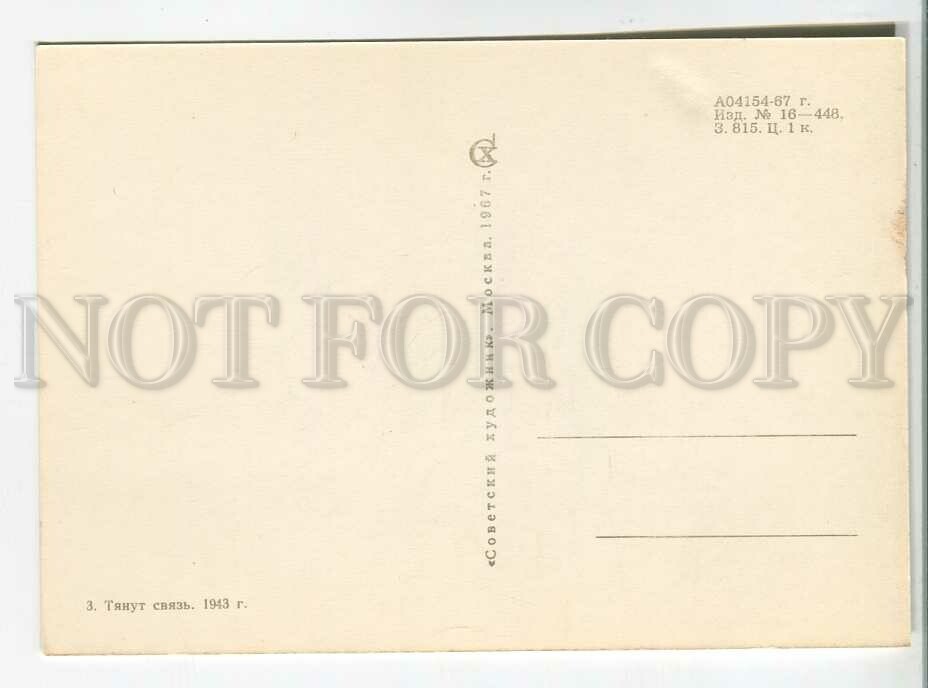 А04154-67 г.
Изд. № 16—448.
З. 815. Ц. 1 к.
СХ
«Советский художник». Москва. 1967 г.
NOT FOR COPY
3. Тянут связь. 1943 г.